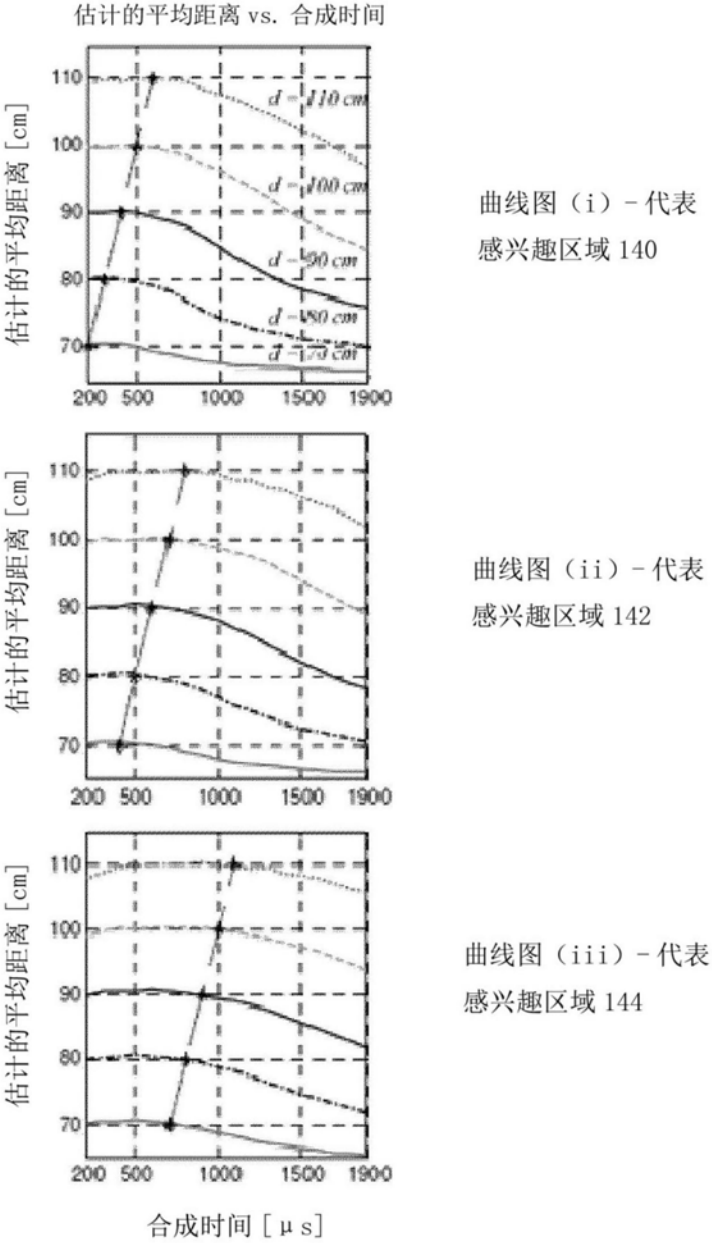 估计的平均距离 vs. 合成时间
估计的平均距离[cm]
110
100
90
80
70
d = 110 cm
d = 100 cm
d = 90 cm
d = 80 cm
200 500 1000 1500 1900
曲线图（i）-代表
感兴趣区域 140
估计的平均距离[cm]
110
100
90
80
70
200 500 1000 1500 1900
曲线图（ii）-代表
感兴趣区域 142
估计的平均距离[cm]
110
100
90
80
70
200 500 1000 1500 1900
曲线图（iii）-代表
感兴趣区域 144
合成时间[μs]